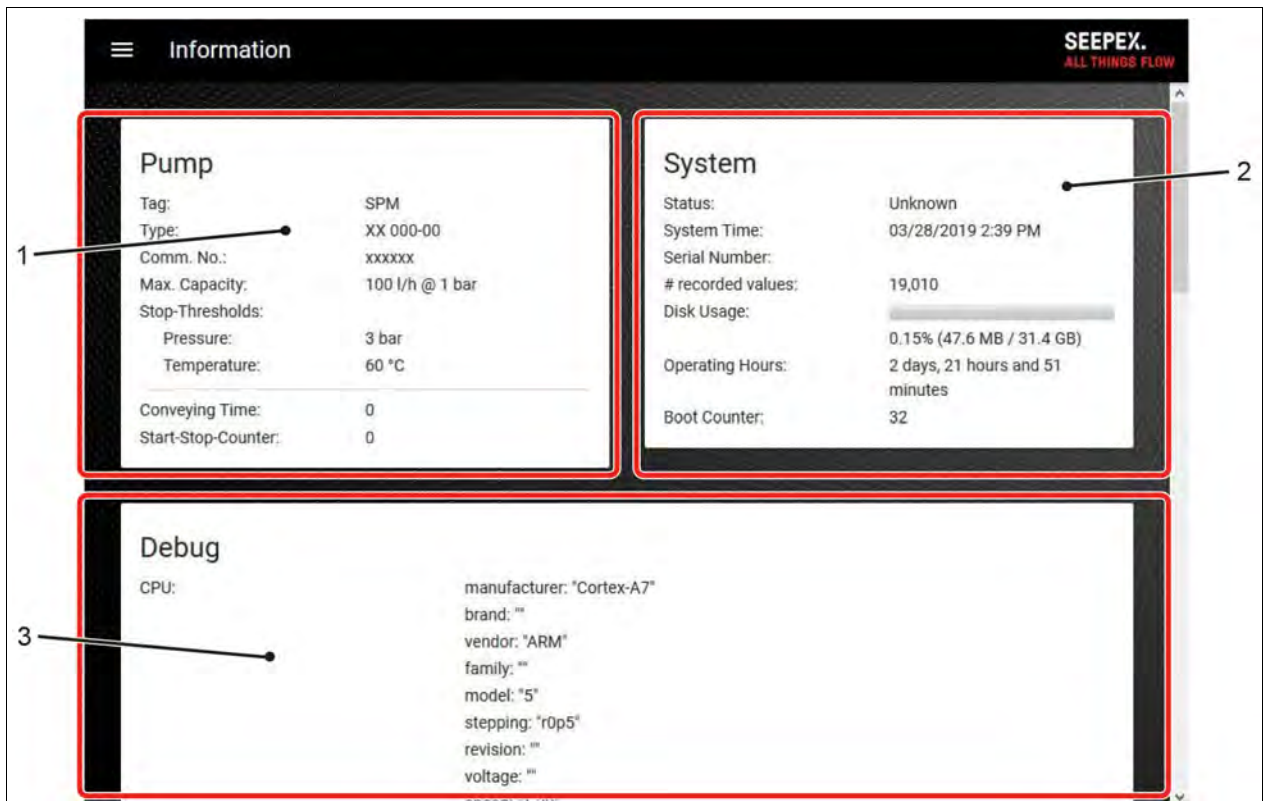 Information
SEEPEX.
ALL THINGS FLOW
1
Pump
Tag: SPM
Type: XX 000-00
Comm. No.: xxxxxx
Max. Capacity: 100 l/h @ 1 bar
Stop-Thresholds:
Pressure: 3 bar
Temperature: 60 °C
Conveying Time: 0
Start-Stop-Counter: 0
2
System
Status: Unknown
System Time: 03/28/2019 2:39 PM
Serial Number:
# recorded values: 19,010
Disk Usage:
0.15% (47.6 MB / 31.4 GB)
Operating Hours: 2 days, 21 hours and 51
minutes
Boot Counter: 32
3
Debug
CPU: manufacturer: "Cortex-A7"
brand: ""
vendor: "ARM"
family: ""
model: "5"
stepping: "r0p5"
revision: ""
voltage: ""